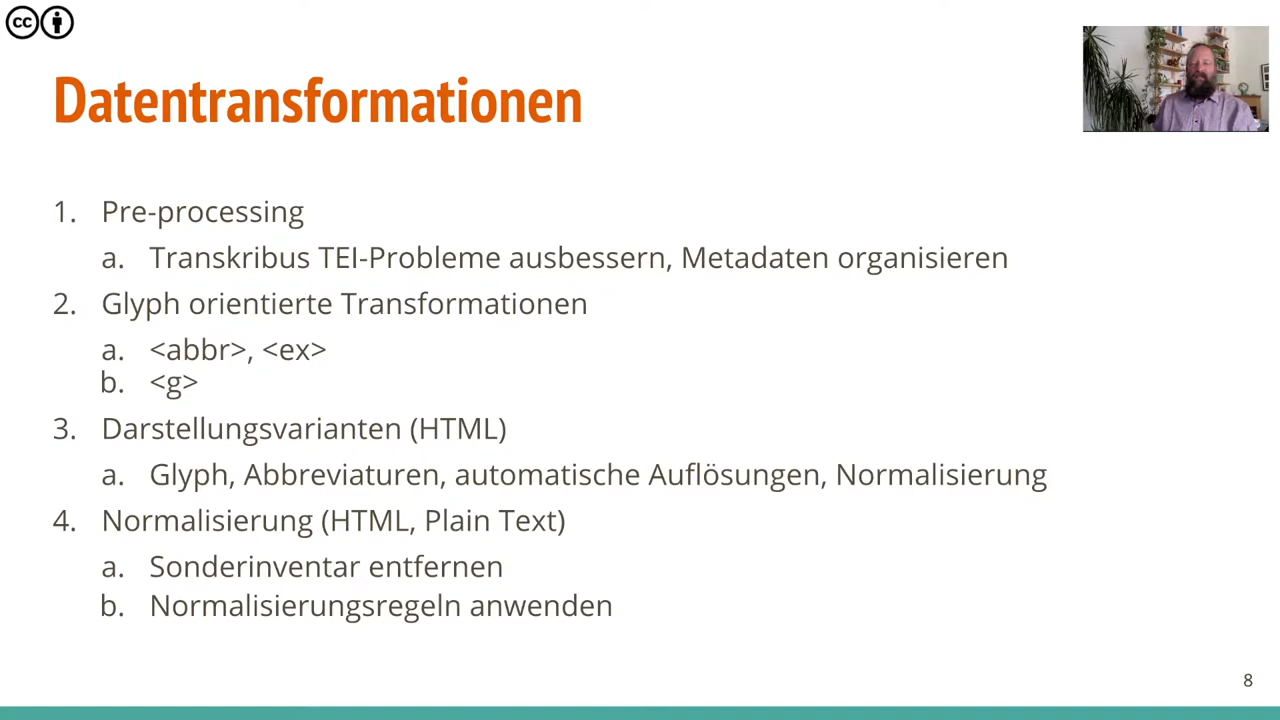 cc
Datentransformationen
1. Pre-processing
a. Transkribus TEI-Probleme ausbessern, Metadaten organisieren
2. Glyph orientierte Transformationen
a. <abbr>, <ex>
b. <g>
3. Darstellungsvarianten (HTML)
a. Glyph, Abbreviaturen, automatische Auflösungen, Normalisierung
4. Normalisierung (HTML, Plain Text)
a. Sonderinventar entfernen
b. Normalisierungsregeln anwenden
8